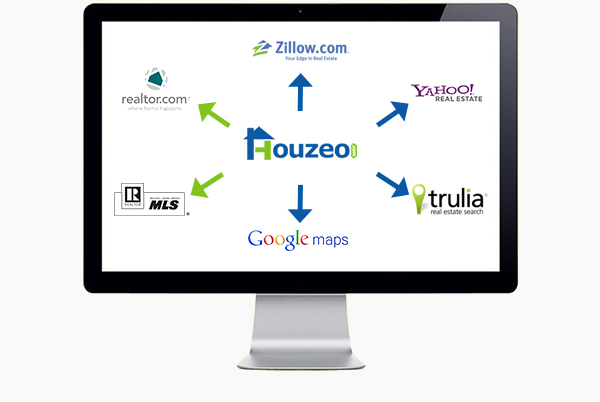 Zillow.com
Your Edge in Real Estate
realtor.com®
where home happens
YAHOO!
REAL ESTATE
Houzeo
.com
R
REALTOR
MLS®
trulia®
real estate search
Google maps